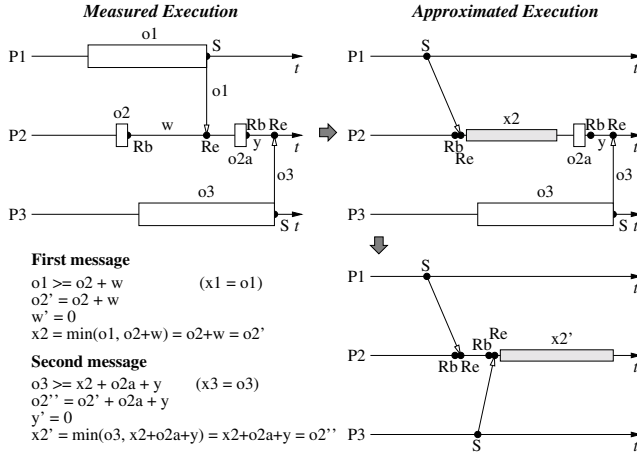 Measured Execution
o1
S
P1
t
o1
o2
w
Rb
Re
y
P2
Rb
Re
o2a
t
o3
o3
P3
S
t
Approximated Execution
S
P1
t
x2
Rb
Re
y
P2
Rb
Re
o2a
t
o3
o3
P3
S
t
First message
o1 >= o2 + w (x1 = o1)
o2' = o2 + w
w' = 0
x2 = min(o1, o2+w) = o2+w = o2'
Second message
o3 >= x2 + o2a + y (x3 = o3)
o2'' = o2' + o2a + y
y' = 0
x2' = min(o3, x2+o2a+y) = x2+o2a+y = o2''
S
P1
t
Re
Rb
x2'
P2
Rb
Re
t
P3
S
t